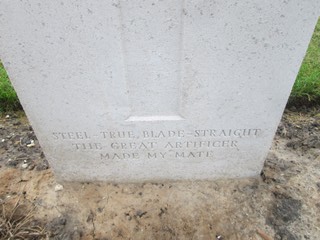 STEEL-TRUE, BLADE-STRAIGHT
THE GREAT ARTIFICER
MADE MY MATE